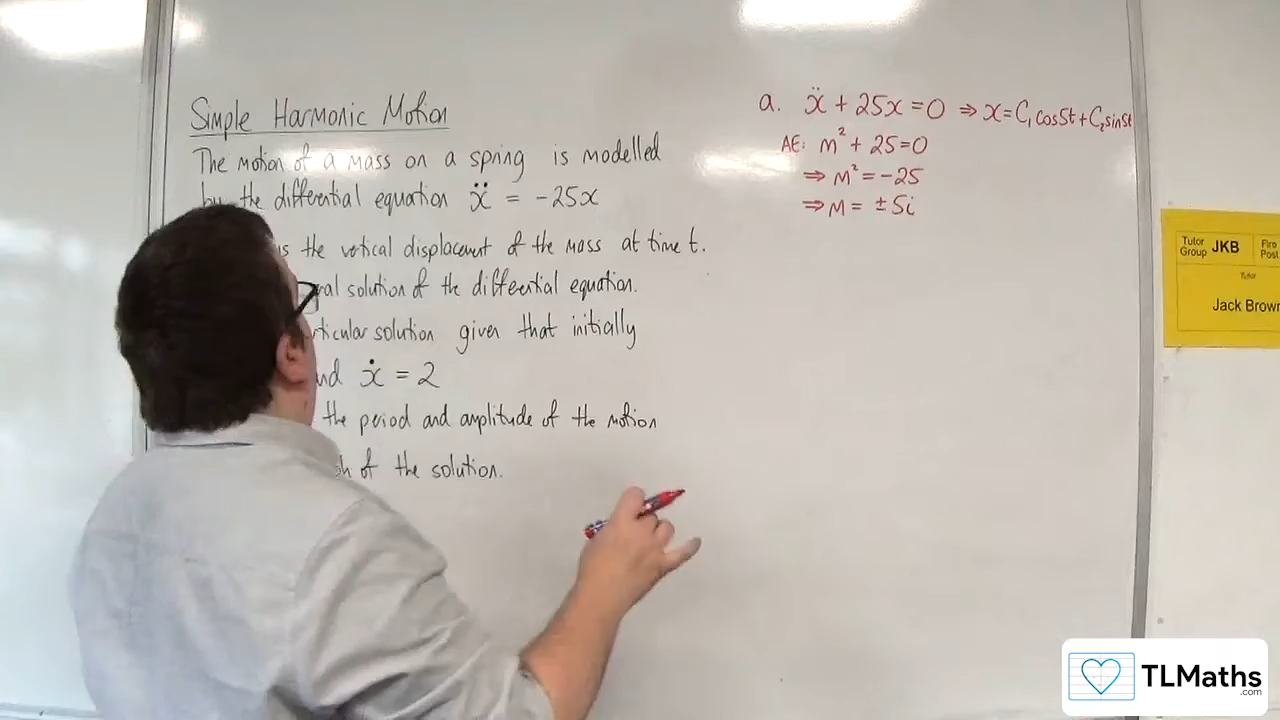 Simple Harmonic Motion
The motion of a mass on a spring is modelled
by the differential equation ẍ = -25x
is the vertical displacement of the mass at time t.
solution of the differential equation.
solution given that initially
ẋ = 2
the period and amplitude of the motion
of the solution.
a. ẍ + 25x = 0 ⇒ x = C₁cos5t + C₂sin5t
AE: m² + 25 = 0
⇒ m² = -25
⇒ m = ±5i
Tutor Group JKB
Tutor
Jack Brown
TLMaths
.com